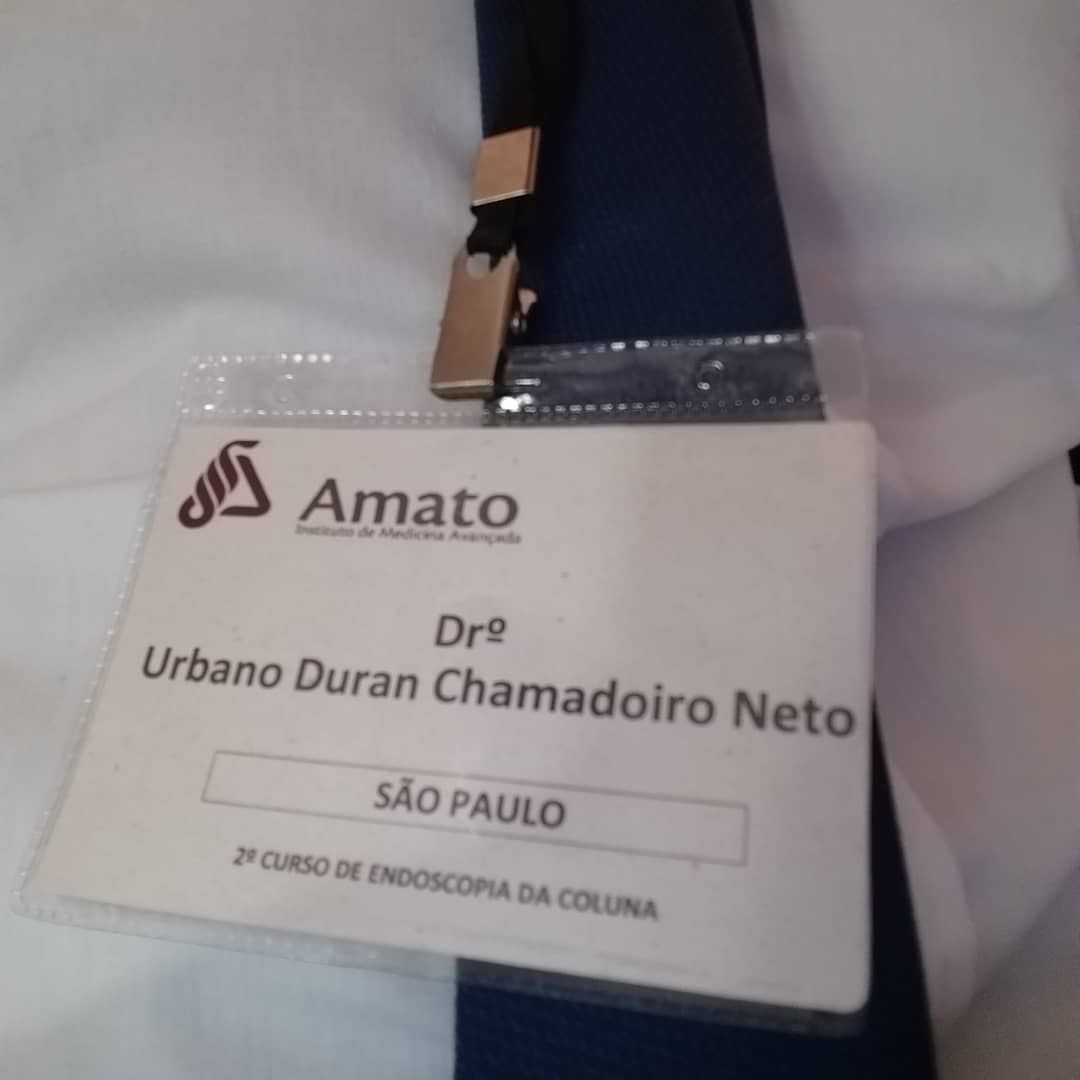 Amato
Instituto de Medicina Avançada
Drº
Urbano Duran Chamadoiro Neto
SÃO PAULO
2º CURSO DE ENDOSCOPIA DA COLUNA